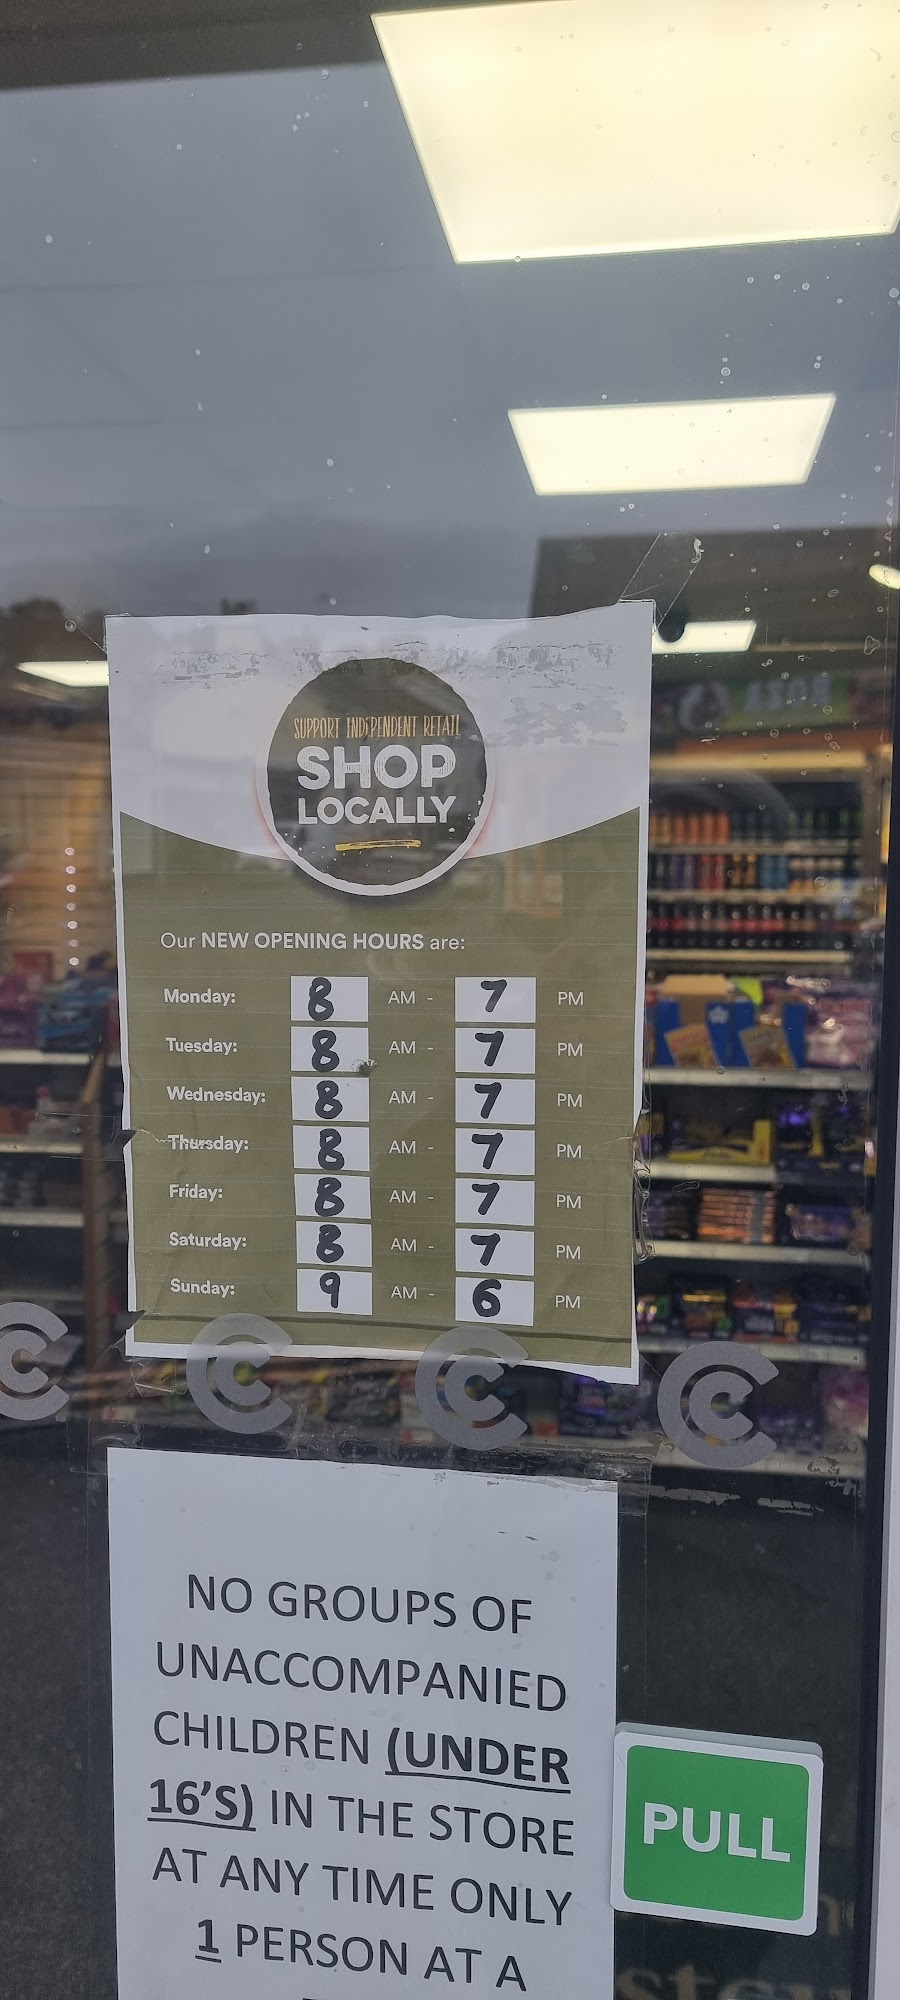 SUPPORT INDEPENDENT RETAIL
SHOP
LOCALLY
Our NEW OPENING HOURS are:
Monday: 8 AM - 7 PM
Tuesday: 8 AM - 7 PM
Wednesday: 8 AM - 7 PM
Thursday: 8 AM - 7 PM
Friday: 8 AM - 7 PM
Saturday: 8 AM - 7 PM
Sunday: 9 AM - 6 PM
NO GROUPS OF
UNACCOMPANIED
CHILDREN (UNDER
16'S) IN THE STORE
AT ANY TIME ONLY
1 PERSON AT A
PULL